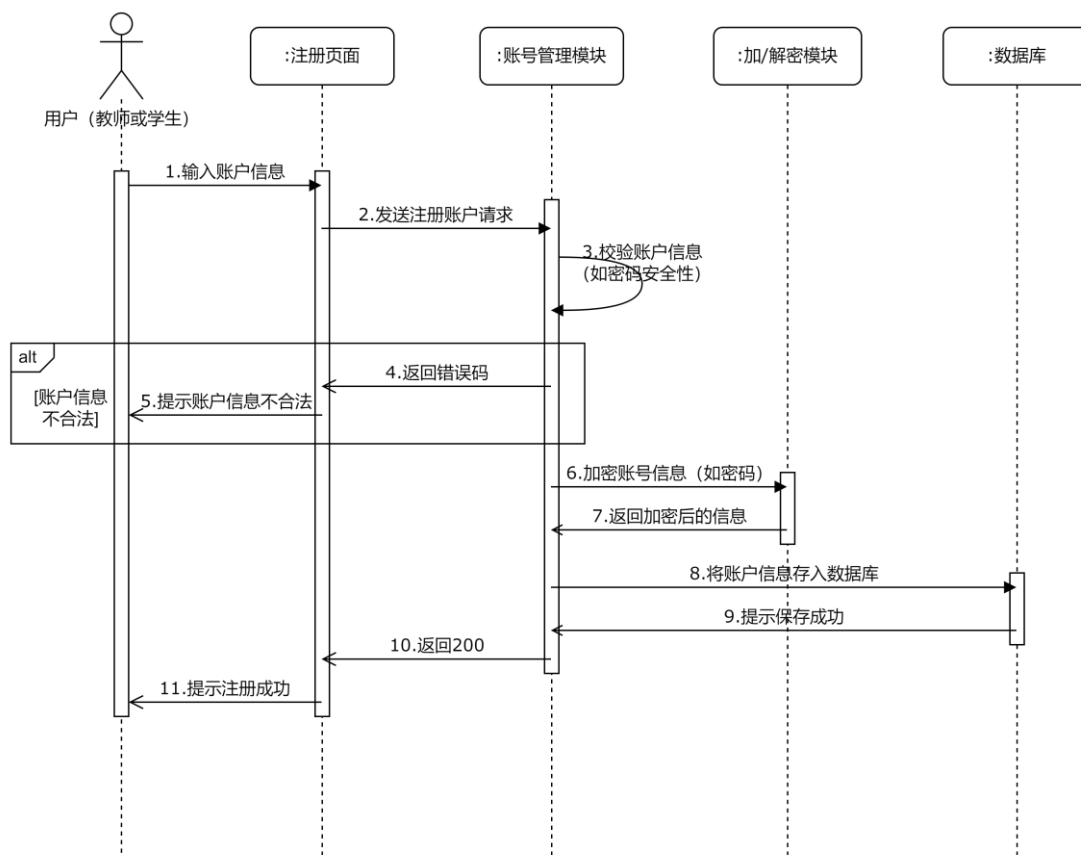 :注册页面
:账号管理模块
:加/解密模块
:数据库
用户（教师或学生）
1.输入账户信息
2.发送注册账户请求
3.校验账户信息
（如密码安全性）
alt
4.返回错误码
[账户信息
不合法]
5.提示账户信息不合法
6.加密账号信息（如密码）
7.返回加密后的信息
8.将账户信息存入数据库
9.提示保存成功
10.返回200
11.提示注册成功